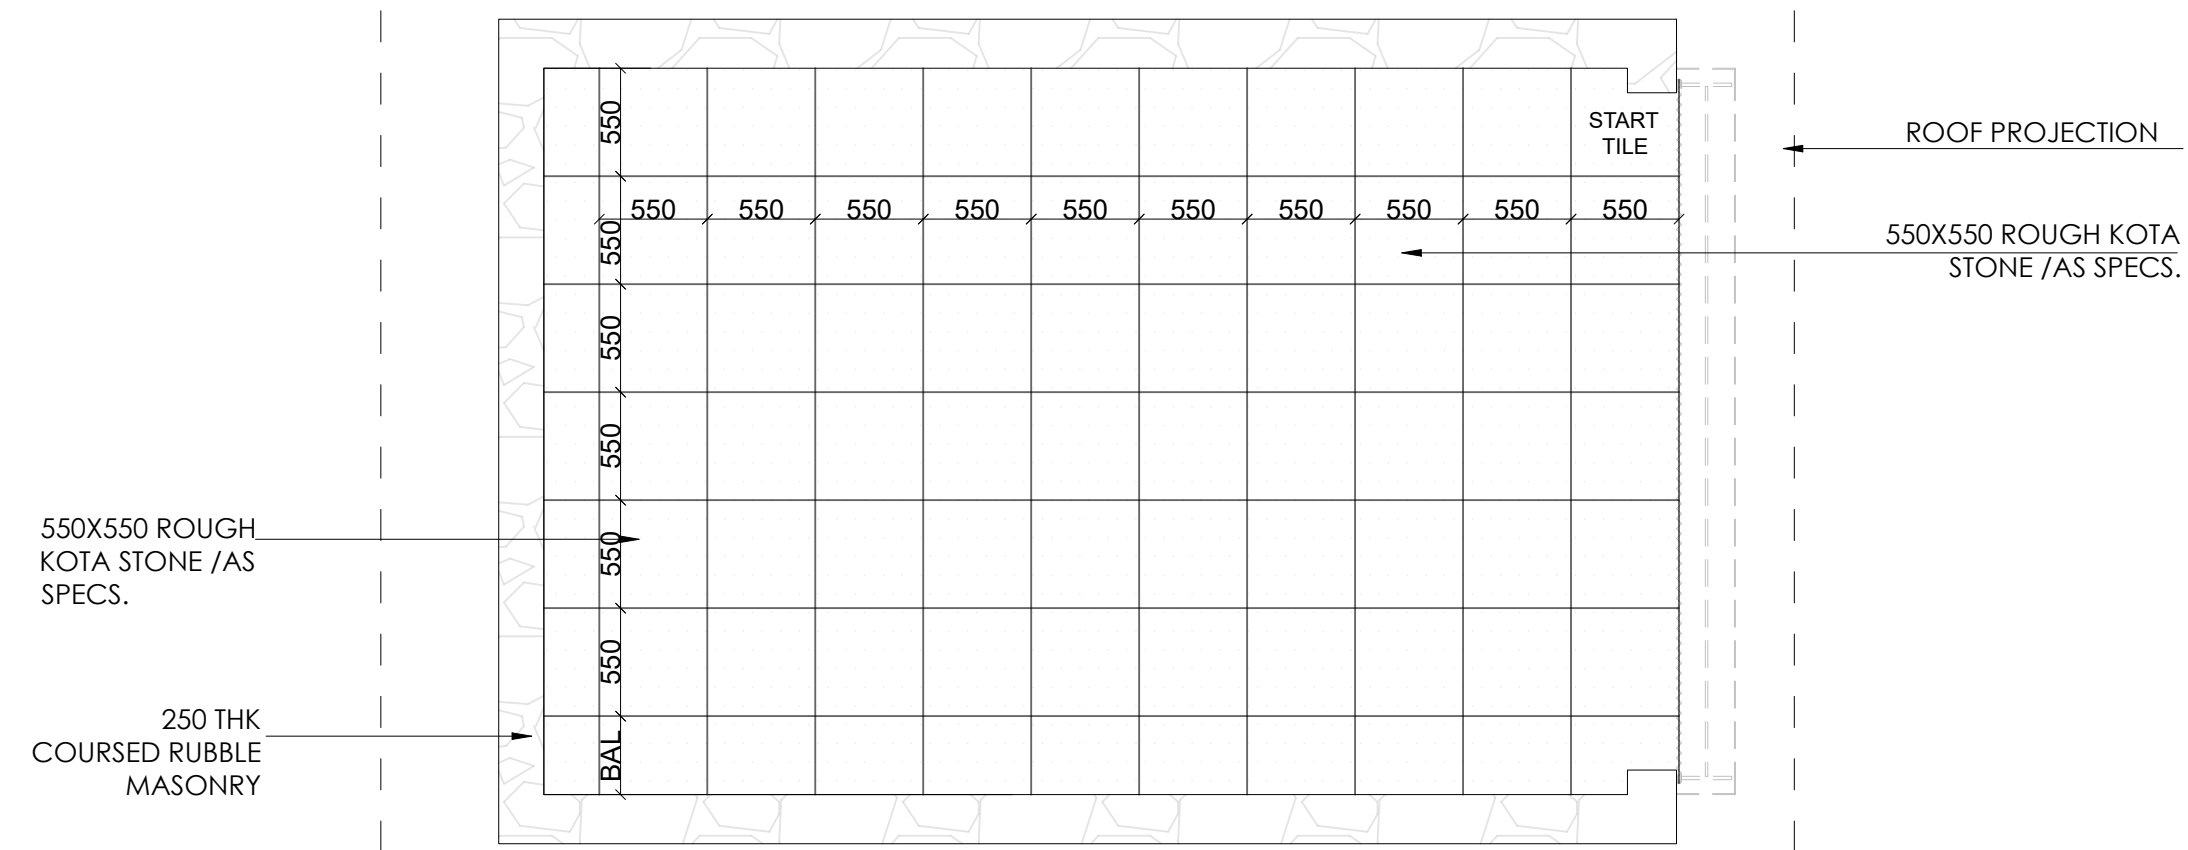 550
START
TILE
ROOF PROJECTION
550 550 550 550 550 550 550 550 550 550
550
550X550 ROUGH KOTA
STONE /AS SPECS.
550
550
550X550 ROUGH
KOTA STONE /AS
SPECS.
550
550
250 THK
COURSED RUBBLE
MASONRY
BAL